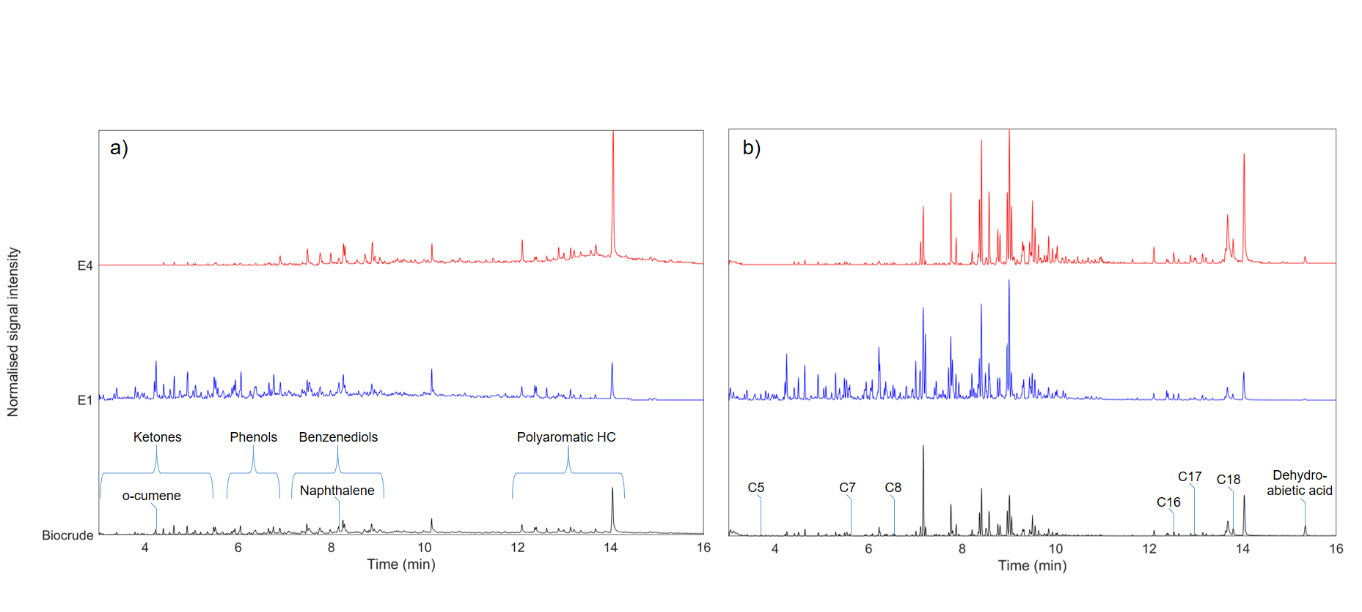 a)
b)
Normalised signal intensity
E4
E1
Ketones
Phenols
Benzenediols
Polyaromatic HC
o-cumene
Naphthalene
Biocrude
4 6 8 10 12 14 16
Time (min)
C5
C7
C8
C16
C17
C18
Dehydro-
abietic acid
4 6 8 10 12 14 16
Time (min)